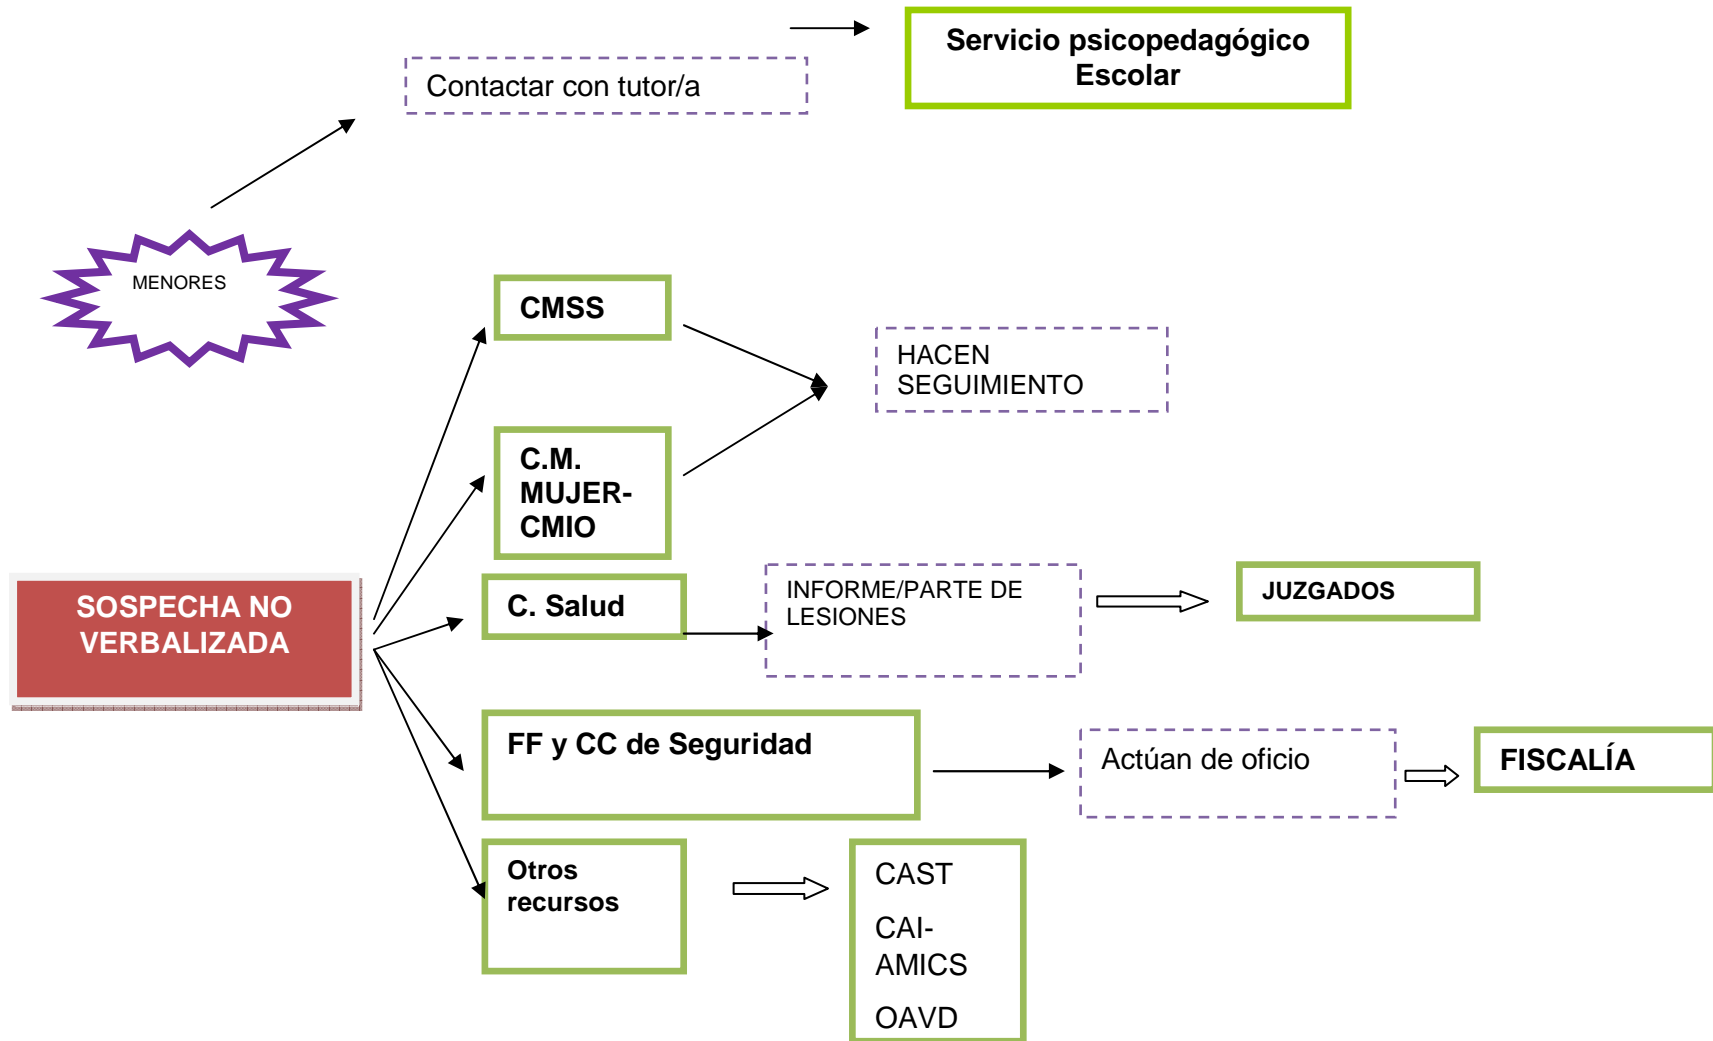 Servicio psicopedagógico
Escolar
Contactar con tutor/a
MENORES
CMSS
HACEN
SEGUIMIENTO
C.M.
MUJER-
CMIO
SOSPECHA NO
VERBALIZADA
C. Salud
INFORME/PARTE DE
LESIONES
JUZGADOS
FF y CC de Seguridad
Actúan de oficio
FISCALÍA
Otros
recursos
CAST
CAI-
AMICS
OAVD